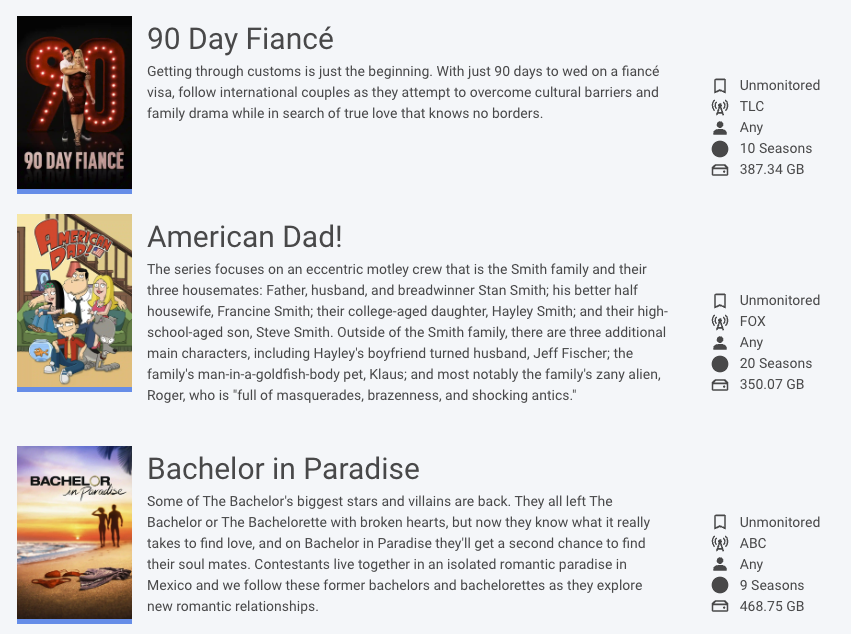 90
90 DAY FIANCÉ
90 Day Fiancé
Getting through customs is just the beginning. With just 90 days to wed on a fiancé
visa, follow international couples as they attempt to overcome cultural barriers and
family drama while in search of true love that knows no borders.
Unmonitored
TLC
Any
10 Seasons
387.34 GB
AMERICAN
DAD!
American Dad!
The series focuses on an eccentric motley crew that is the Smith family and their
three housemates: Father, husband, and breadwinner Stan Smith; his better half
housewife, Francine Smith; their college-aged daughter, Hayley Smith; and their high-
school-aged son, Steve Smith. Outside of the Smith family, there are three additional
main characters, including Hayley's boyfriend turned husband, Jeff Fischer; the
family's man-in-a-goldfish-body pet, Klaus; and most notably the family's zany alien,
Roger, who is "full of masquerades, brazenness, and shocking antics."
Unmonitored
FOX
Any
20 Seasons
350.07 GB
BACHELOR
in Paradise
Bachelor in Paradise
Some of The Bachelor's biggest stars and villains are back. They all left The
Bachelor or The Bachelorette with broken hearts, but now they know what it really
takes to find love, and on Bachelor in Paradise they'll get a second chance to find
their soul mates. Contestants live together in an isolated romantic paradise in
Mexico and we follow these former bachelors and bachelorettes as they explore
new romantic relationships.
Unmonitored
ABC
Any
9 Seasons
468.75 GB